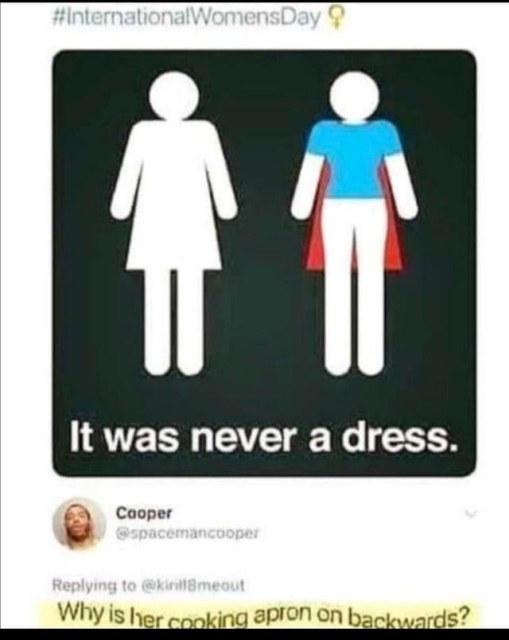 #InternationalWomensDay
It was never a dress.
Cooper
@spacemancooper
Replying to @kirill8meout
Why is her cooking apron on backwards?